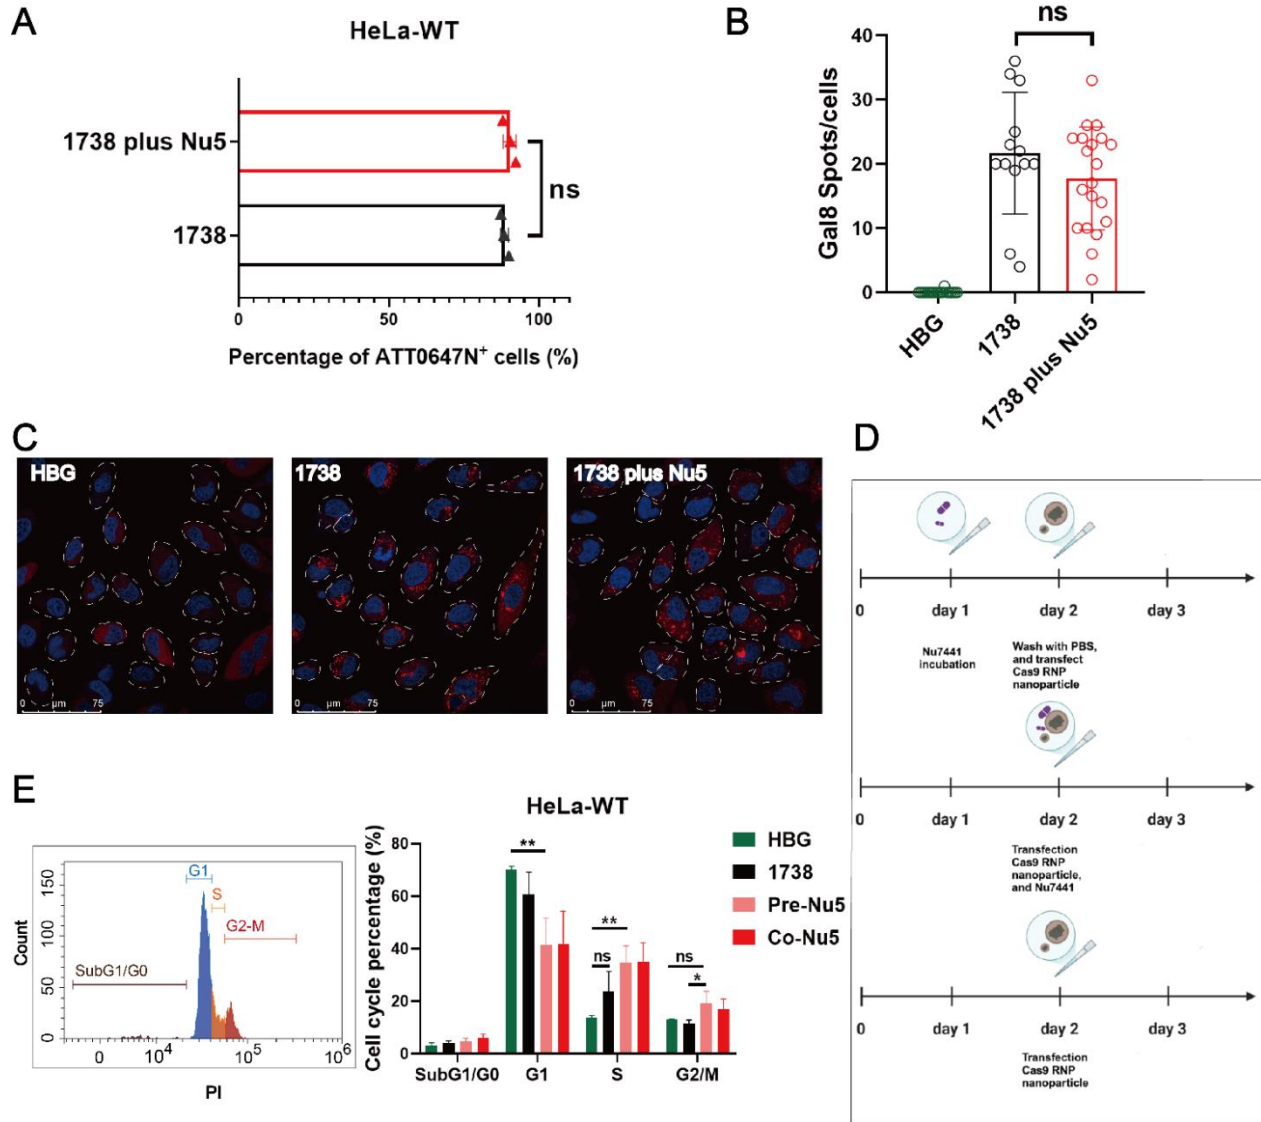 A
HeLa-WT
1738 plus Nu5
1738
ns
0
50
100
Percentage of ATT0647N⁺ cells (%)
B
ns
40
30
20
10
0
Gal8 Spots/cells
HBG
1738
1738 plus Nu5
C
HBG
0 μm 75
1738
0 μm 75
1738 plus Nu5
0 μm 75
D
0 day 1 day 2 day 3
Nu7441
incubation
Wash with PBS,
and transfect
Cas9 RNP
nanoparticle
0 day 1 day 2 day 3
Transfection
Cas9 RNP
nanoparticle,
and Nu7441
0 day 1 day 2 day 3
Transfection
Cas9 RNP
nanoparticle
E
Count
150
100
50
0
G1
S
G2-M
SubG1/G0
0 10⁴ 10⁵ 10⁶
PI
HeLa-WT
Cell cycle percentage (%)
80
60
40
20
0
**
** 
ns
ns
*
SubG1/G0 G1 S G2/M
HBG
1738
Pre-Nu5
Co-Nu5